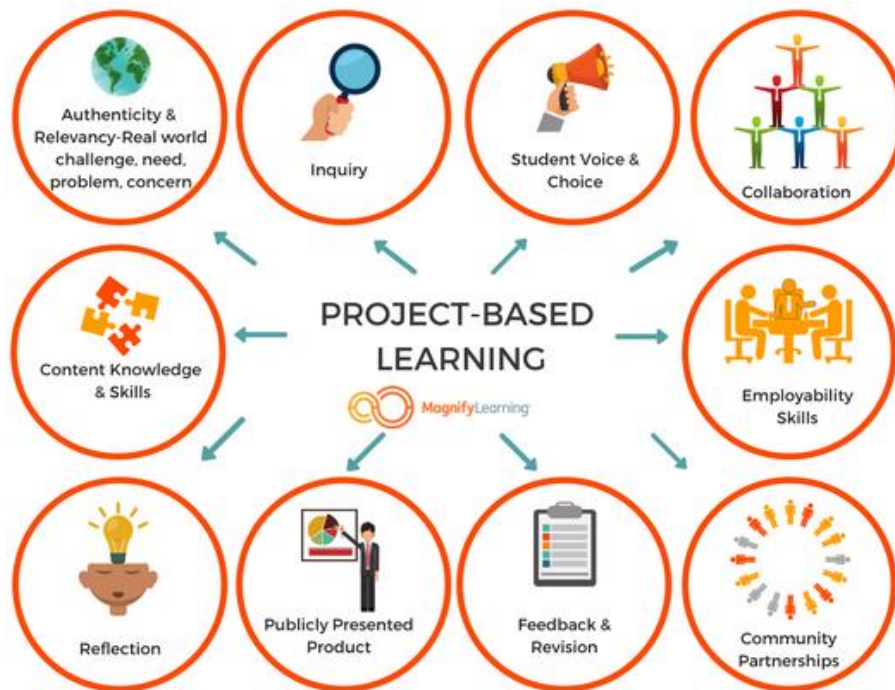 Authenticity &
Relevancy-Real world
challenge, need,
problem, concern
Inquiry
Student Voice &
Choice
Collaboration
PROJECT-BASED
LEARNING
MagnifyLearning
Content Knowledge
& Skills
Employability
Skills
Reflection
Publicly Presented
Product
Feedback &
Revision
Community
Partnerships